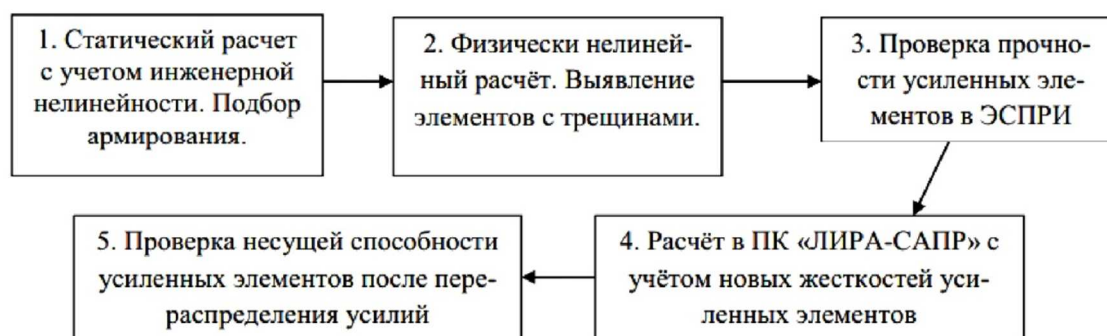 1. Статический расчет
с учетом инженерной
нелинейности. Подбор
армирования.
2. Физически нелиней-
ный расчёт. Выявление
элементов с трещинами.
3. Проверка прочно-
сти усиленных эле-
ментов в ЭСПРИ
4. Расчёт в ПК «ЛИРА-САПР» с
учётом новых жесткостей уси-
ленных элементов
5. Проверка несущей способности
усиленных элементов после пере-
распределения усилий